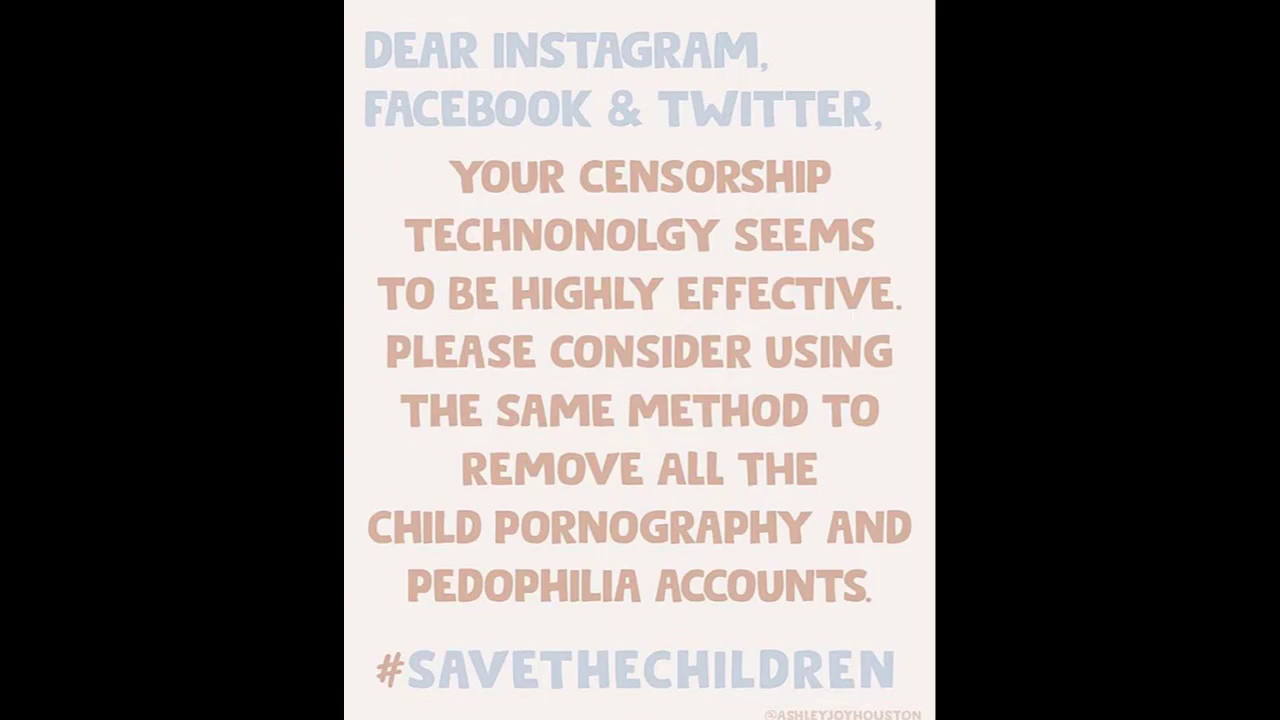 DEAR INSTAGRAM,
FACEBOOK & TWITTER,
YOUR CENSORSHIP
TECHNONOLGY SEEMS
TO BE HIGHLY EFFECTIVE.
PLEASE CONSIDER USING
THE SAME METHOD TO
REMOVE ALL THE
CHILD PORNOGRAPHY AND
PEDOPHILIA ACCOUNTS.
#SAVETHECHILDREN
@ASHLEYJOYHOUSTON